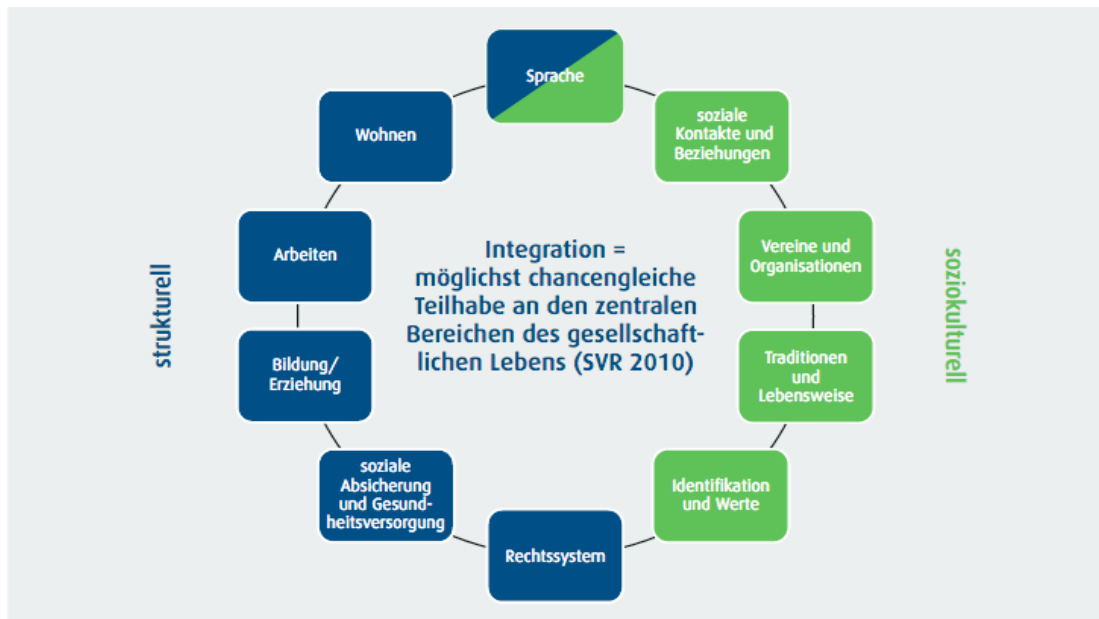 Sprache
Wohnen
soziale
Kontakte und
Beziehungen
Arbeiten
Vereine und
Organisationen
Integration =
möglichst chancengleiche
Teilhabe an den zentralen
Bereichen des gesellschaft-
lichen Lebens (SVR 2010)
strukturell
soziokulturell
Bildung/
Erziehung
Traditionen
und
Lebensweise
soziale
Absicherung
und Gesund-
heitsversorgung
Identifikation
und Werte
Rechtssystem